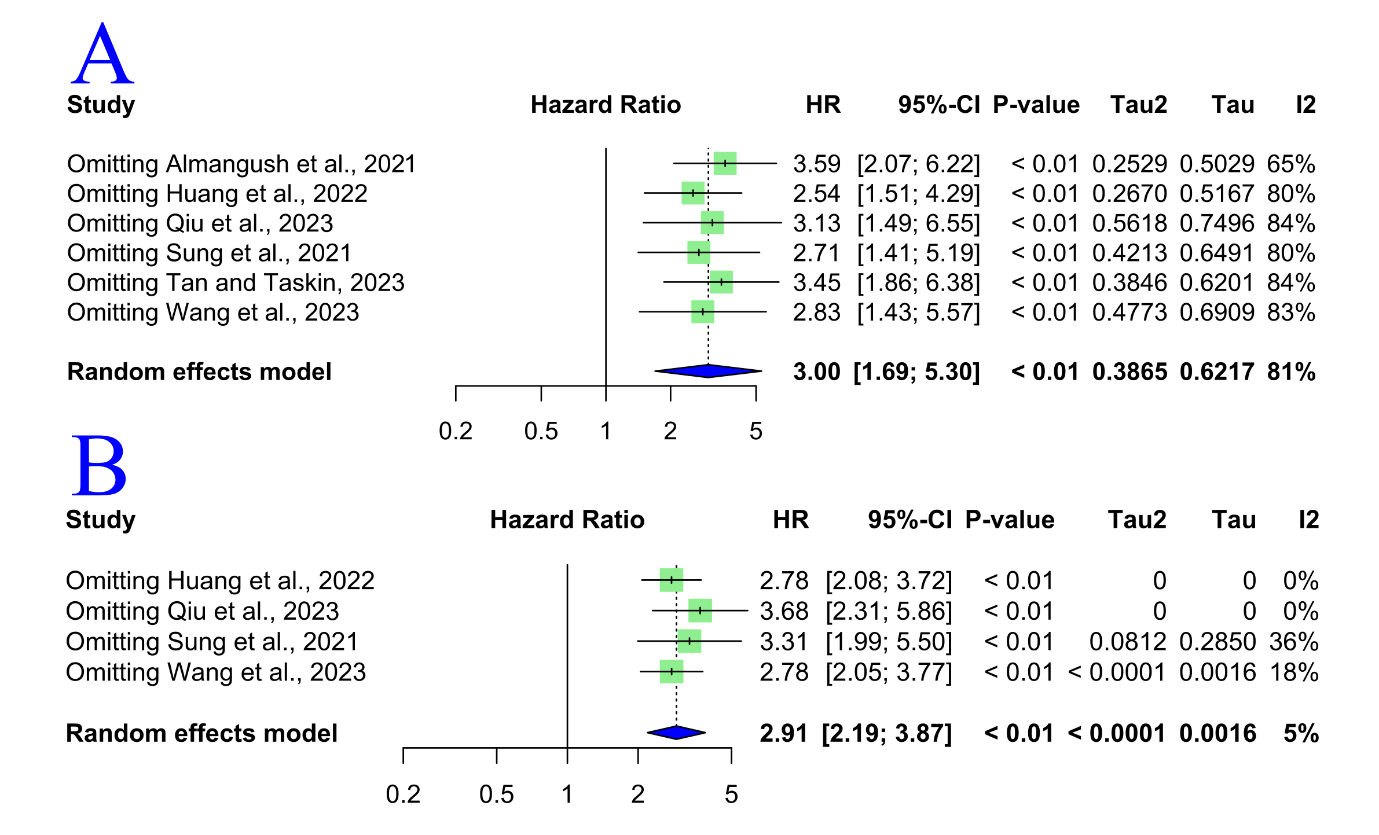 A
Study Hazard Ratio HR 95%-CI P-value Tau2 Tau I2
Omitting Almangush et al., 2021 3.59 [2.07; 6.22] < 0.01 0.2529 0.5029 65%
Omitting Huang et al., 2022 2.54 [1.51; 4.29] < 0.01 0.2670 0.5167 80%
Omitting Qiu et al., 2023 3.13 [1.49; 6.55] < 0.01 0.5618 0.7496 84%
Omitting Sung et al., 2021 2.71 [1.41; 5.19] < 0.01 0.4213 0.6491 80%
Omitting Tan and Taskin, 2023 3.45 [1.86; 6.38] < 0.01 0.3846 0.6201 84%
Omitting Wang et al., 2023 2.83 [1.43; 5.57] < 0.01 0.4773 0.6909 83%
Random effects model 3.00 [1.69; 5.30] < 0.01 0.3865 0.6217 81%
0.2 0.5 1 2 5
B
Study Hazard Ratio HR 95%-CI P-value Tau2 Tau I2
Omitting Huang et al., 2022 2.78 [2.08; 3.72] < 0.01 0 0 0%
Omitting Qiu et al., 2023 3.68 [2.31; 5.86] < 0.01 0 0 0%
Omitting Sung et al., 2021 3.31 [1.99; 5.50] < 0.01 0.0812 0.2850 36%
Omitting Wang et al., 2023 2.78 [2.05; 3.77] < 0.01 < 0.0001 0.0016 18%
Random effects model 2.91 [2.19; 3.87] < 0.01 < 0.0001 0.0016 5%
0.2 0.5 1 2 5